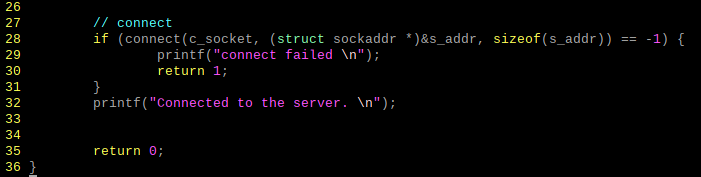 26
27 // connect
28 if (connect(c_socket, (struct sockaddr *)&s_addr, sizeof(s_addr)) == -1) {
29 printf("connect failed \n");
30 return 1;
31 }
32 printf("Connected to the server. \n");
33
34
35 return 0;
36 }